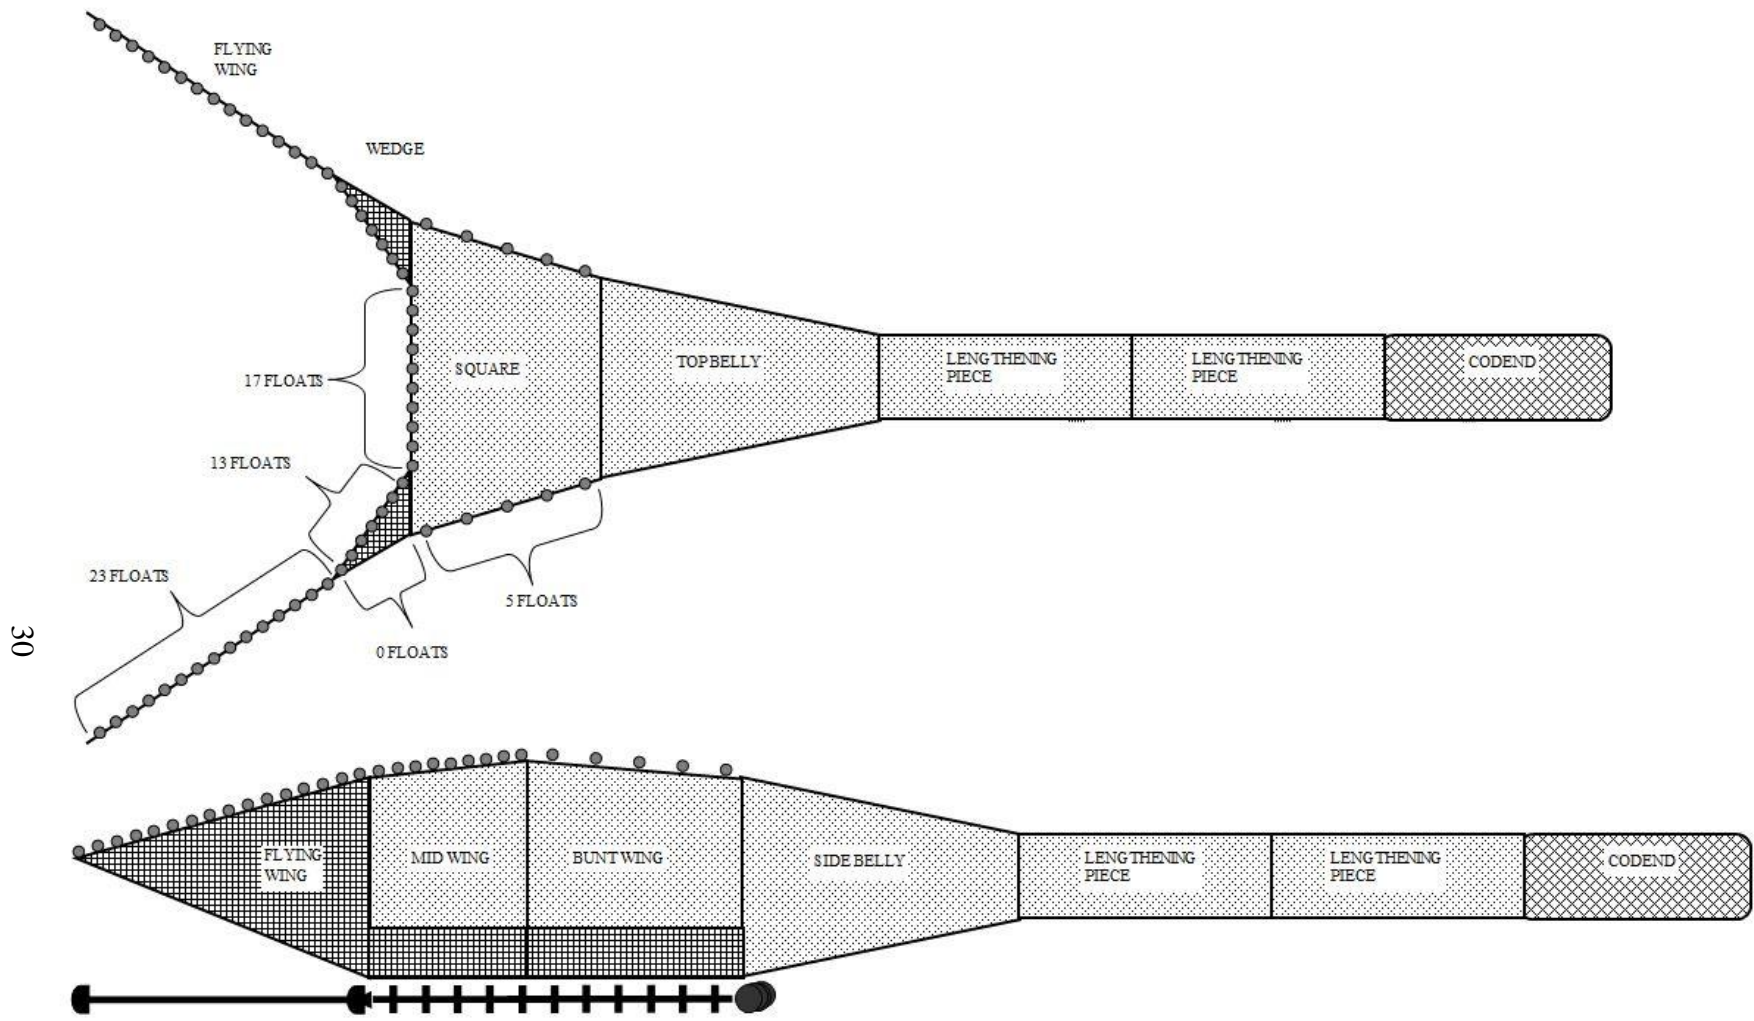 FLYING
WING
WEDGE
SQUARE
TOP BELLY
LENGTHENING
PIECE
LENGTHENING
PIECE
CODEND
17 FLOATS
13 FLOATS
23 FLOATS
5 FLOATS
0 FLOATS
30
FLYING
WING
MID WING
BUNT WING
SIDE BELLY
LENGTHENING
PIECE
LENGTHENING
PIECE
CODEND